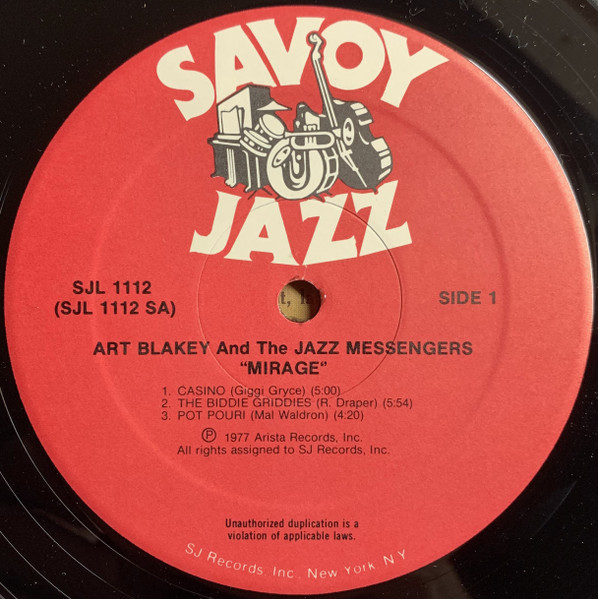 SAVOY
JAZZ
SJL 1112
(SJL 1112 SA)
SIDE 1
ART BLAKEY And The JAZZ MESSENGERS
"MIRAGE"
1. CASINO (Giggi Gryce) (5:00)
2. THE BIDDIE GRIDDIES (R. Draper) (5:54)
3. POT POURI (Mal Waldron) (4:20)
Ⓟ 1977 Arista Records, Inc.
All rights assigned to SJ Records, Inc.
Unauthorized duplication is a
violation of applicable laws.
SJ Records, Inc., New York, N Y